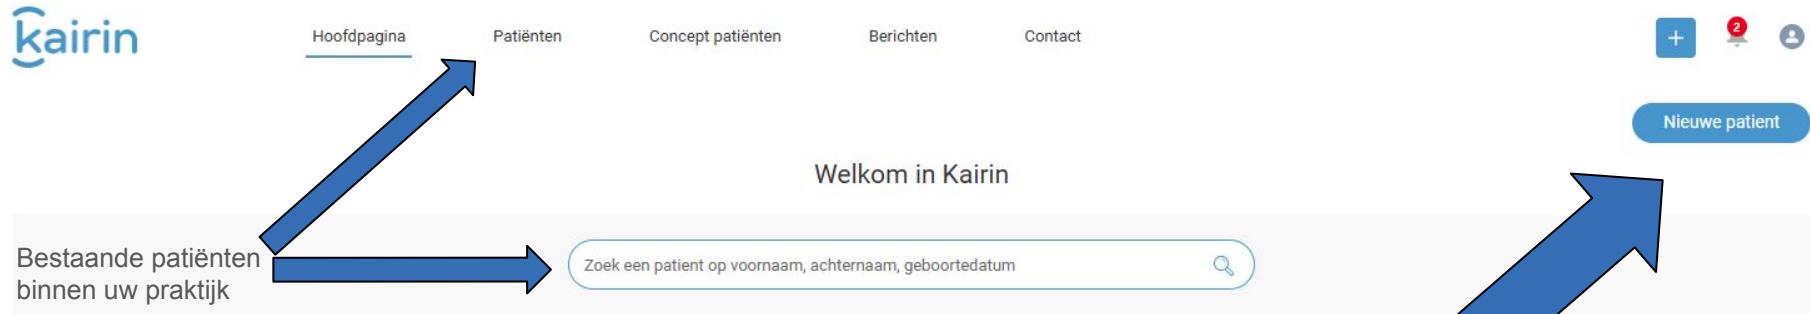 kairin
Hoofdpagina Patiënten Concept patiënten Berichten Contact + 2
Nieuwe patient
Welkom in Kairin
Bestaande patiënten
binnen uw praktijk
Zoek een patient op voornaam, achternaam, geboortedatum